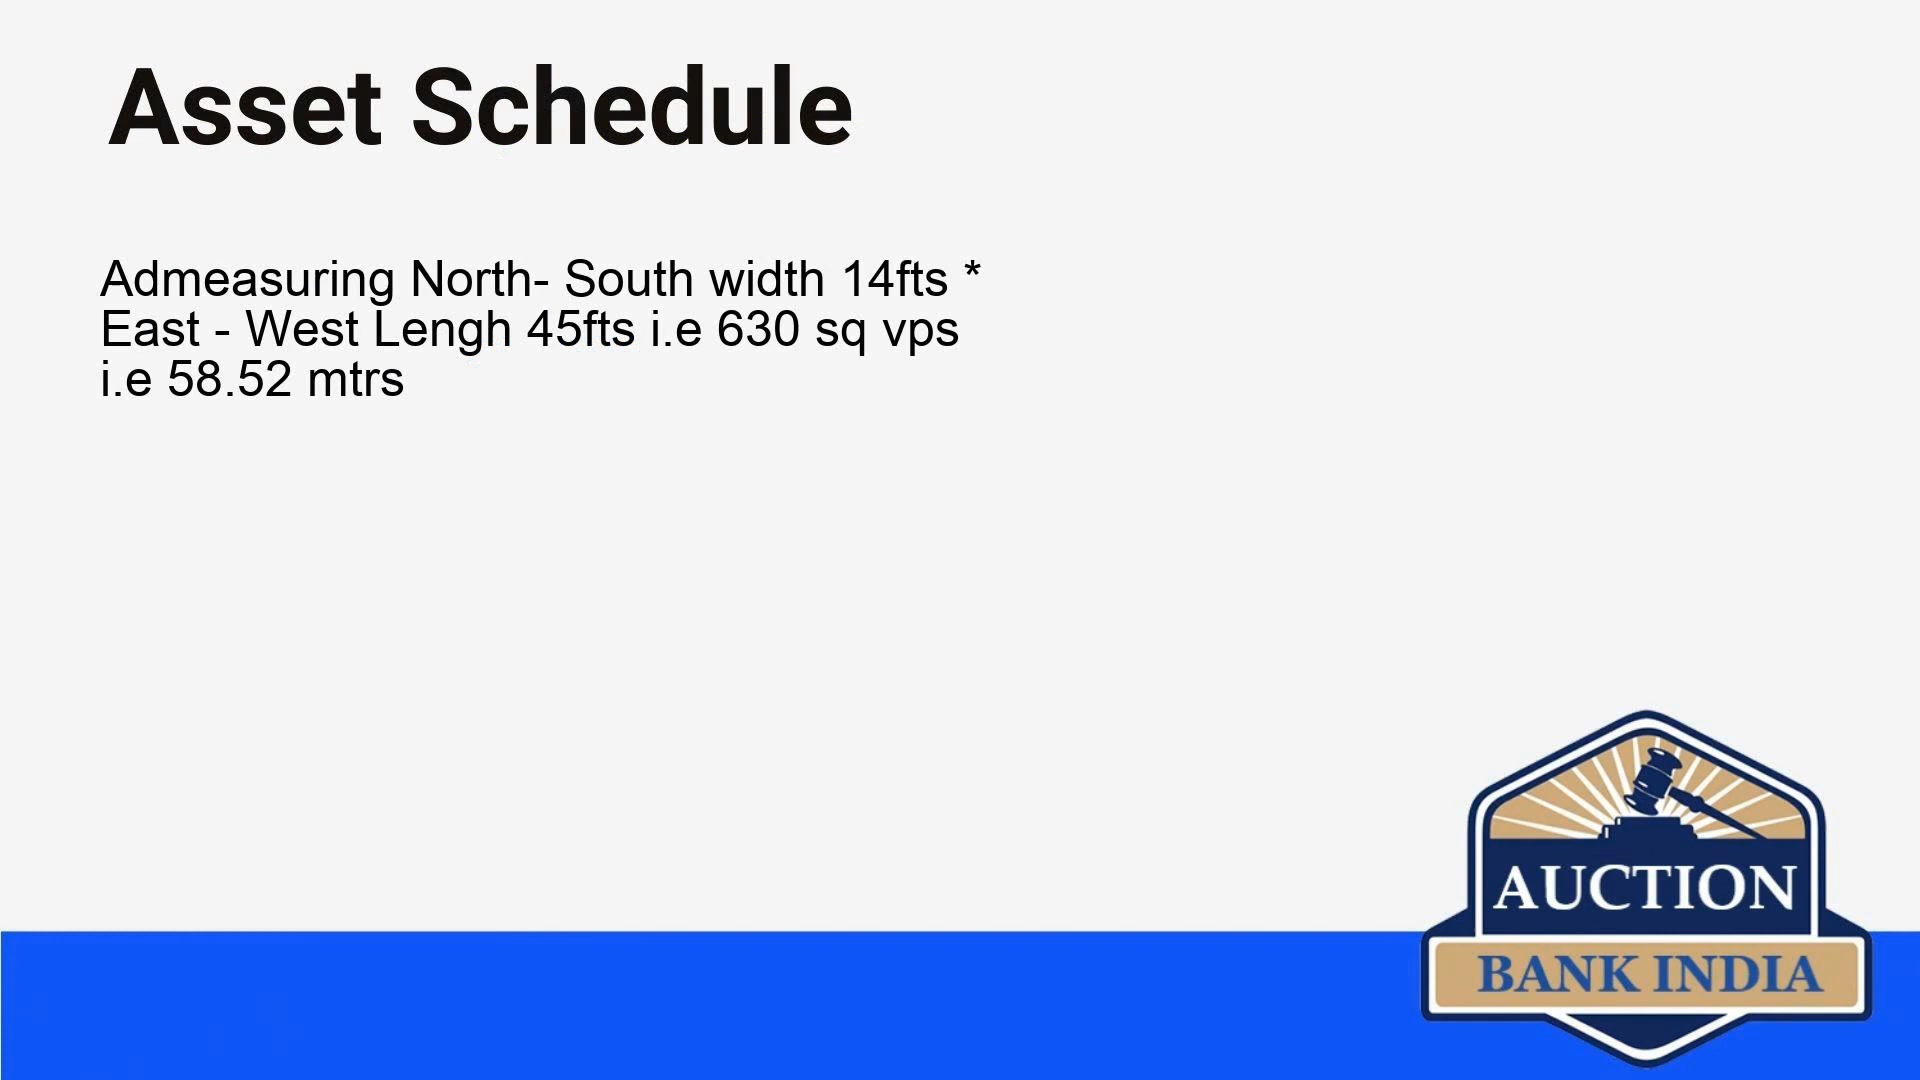 Asset Schedule
Admeasuring North- South width 14fts *
East - West Lengh 45fts i.e 630 sq vps
i.e 58.52 mtrs
AUCTION
BANK INDIA